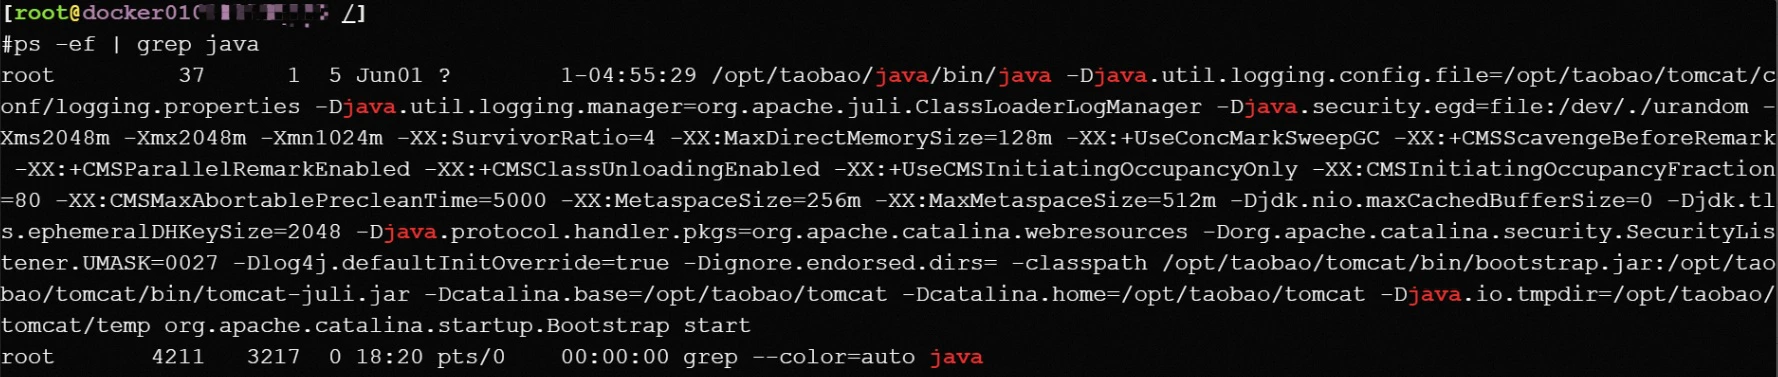 [root@docker01 /]
#ps -ef | grep java
root         37      1  5 Jun01 ?        1-04:55:29 /opt/taobao/java/bin/java -Djava.util.logging.config.file=/opt/taobao/tomcat/c
onf/logging.properties -Djava.util.logging.manager=org.apache.juli.ClassLoaderLogManager -Djava.security.egd=file:/dev/./urandom -
Xms2048m -Xmx2048m -Xmn1024m -XX:SurvivorRatio=4 -XX:MaxDirectMemorySize=128m -XX:+UseConcMarkSweepGC -XX:+CMSScavengeBeforeRemark
 -XX:+CMSParallelRemarkEnabled -XX:+CMSClassUnloadingEnabled -XX:+UseCMSInitiatingOccupancyOnly -XX:CMSInitiatingOccupancyFraction
=80 -XX:CMSMaxAbortablePrecleanTime=5000 -XX:MetaspaceSize=256m -XX:MaxMetaspaceSize=512m -Djdk.nio.maxCachedBufferSize=0 -Djdk.tl
s.ephemeralDHKeySize=2048 -Djava.protocol.handler.pkgs=org.apache.catalina.webresources -Dorg.apache.catalina.security.SecurityLis
tener.UMASK=0027 -Dlog4j.defaultInitOverride=true -Dignore.endorsed.dirs= -classpath /opt/taobao/tomcat/bin/bootstrap.jar:/opt/tao
bao/tomcat/bin/tomcat-juli.jar -Dcatalina.base=/opt/taobao/tomcat -Dcatalina.home=/opt/taobao/tomcat -Djava.io.tmpdir=/opt/taobao/
tomcat/temp org.apache.catalina.startup.Bootstrap start
root       4211   3217  0 18:20 pts/0    00:00:00 grep --color=auto java